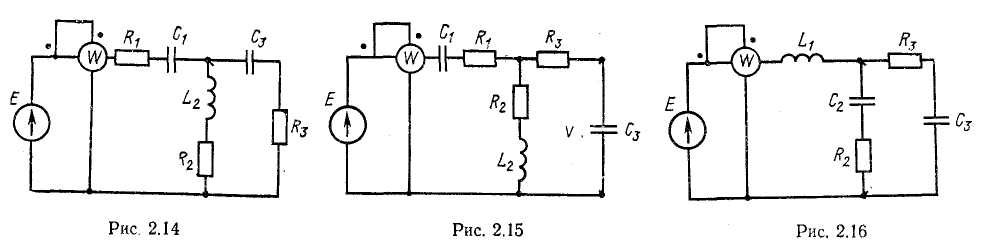 R₁ C₁ C₃
W
E
L₂
R₂ R₃
Рис. 2.14
C₁ R₁ R₃
W
E
R₂
V C₃
L₂
Рис. 2.15
L₁ R₃
W
E
C₂ C₃
R₂
Рис. 2.16